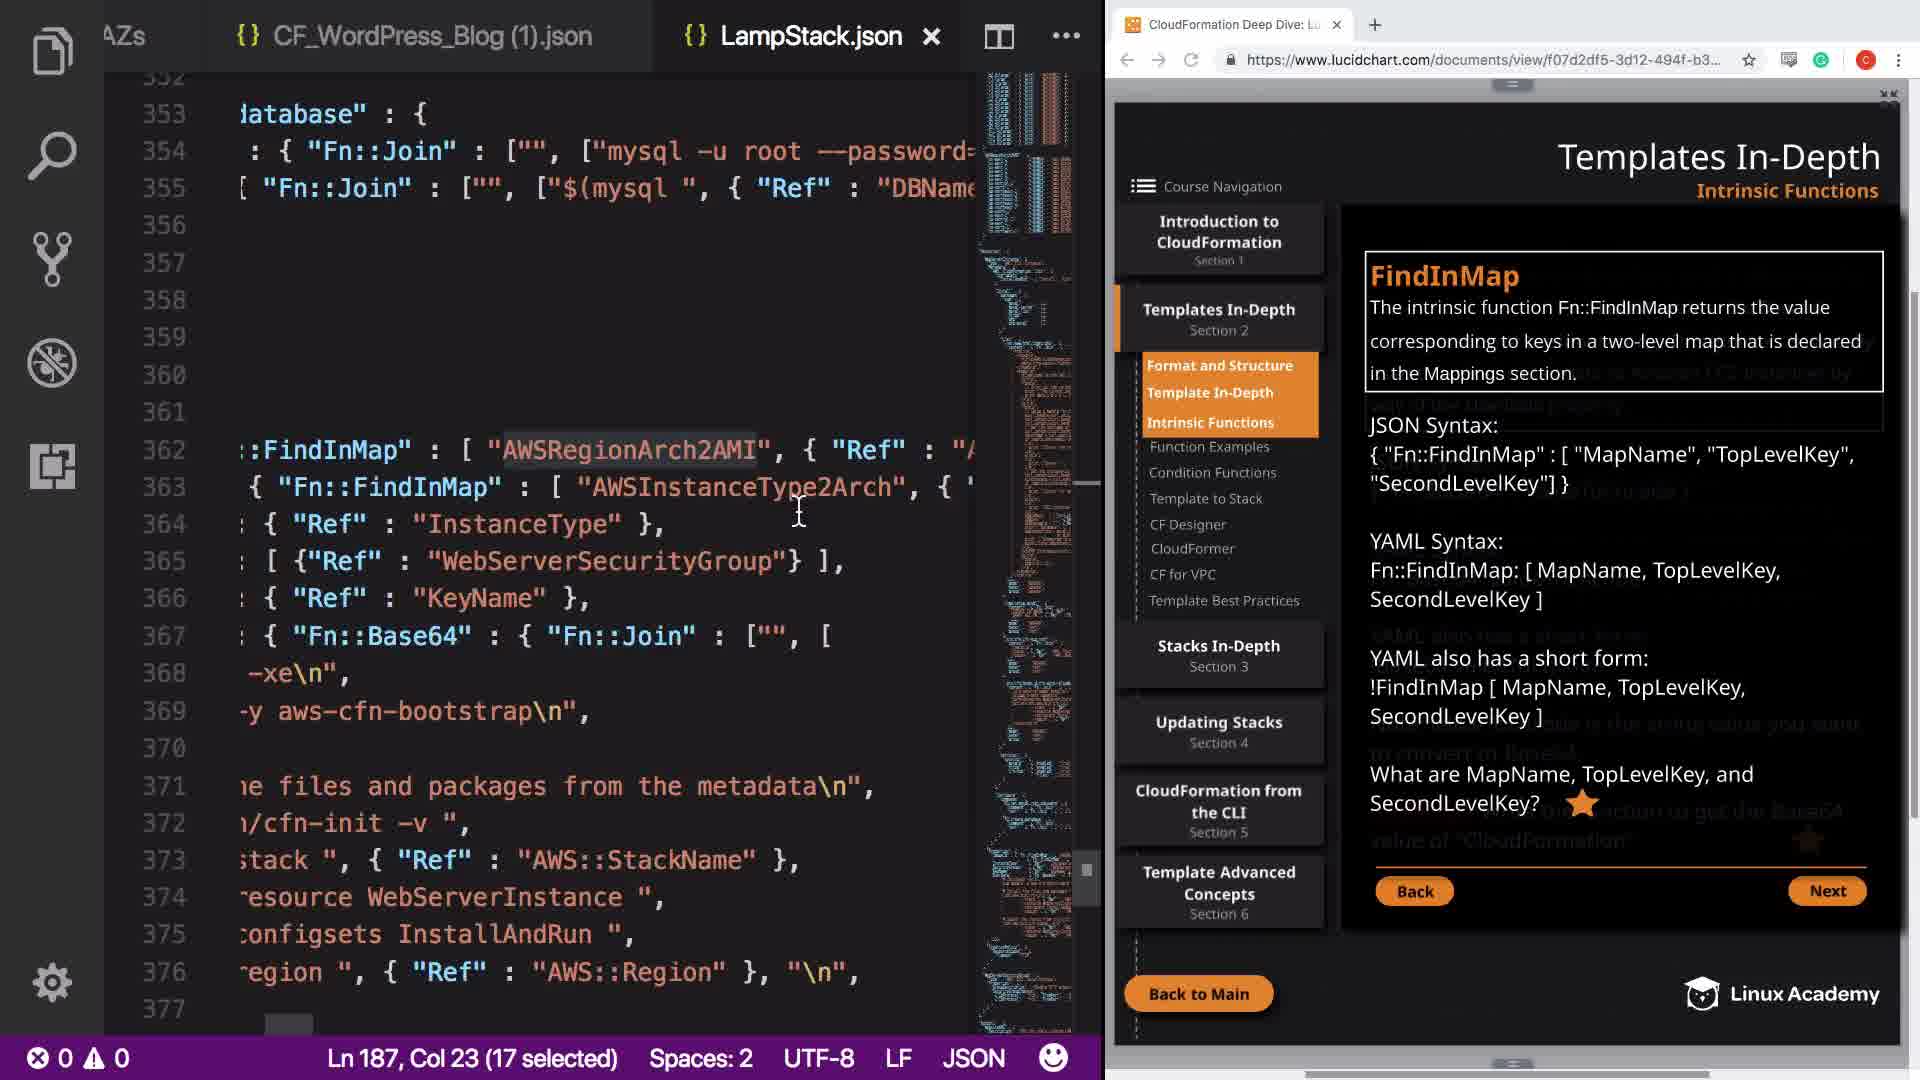 AZs
{} CF_WordPress_Blog (1).json
{} LampStack.json
352
353 database" : {
354 : { "Fn::Join" : ["", ["mysql -u root --password=
355 [ "Fn::Join" : ["", ["$(mysql ", { "Ref" : "DBName
356
357
358
359
360
361
362 ::FindInMap" : [ "AWSRegionArch2AMI", { "Ref" : "A
363 { "Fn::FindInMap" : [ "AWSInstanceType2Arch", { "
364 : { "Ref" : "InstanceType" },
365 : [ {"Ref" : "WebServerSecurityGroup"} ],
366 : { "Ref" : "KeyName" },
367 : { "Fn::Base64" : { "Fn::Join" : ["", [
368 -xe\n",
369 -y aws-cfn-bootstrap\n",
370
371 he files and packages from the metadata\n",
372 n/cfn-init -v ",
373 stack ", { "Ref" : "AWS::StackName" },
374 resource WebServerInstance ",
375 configsets InstallAndRun ",
376 region ", { "Ref" : "AWS::Region" }, "\n",
377
0 0 Ln 187, Col 23 (17 selected) Spaces: 2 UTF-8 LF JSON
CloudFormation Deep Dive: Lu
https://www.lucidchart.com/documents/view/f07d2df5-3d12-494f-b3...
C
Templates In-Depth
Intrinsic Functions
Course Navigation
Introduction to
CloudFormation
Section 1
Templates In-Depth
Section 2
Format and Structure
Template In-Depth
Intrinsic Functions
Function Examples
Condition Functions
Template to Stack
CF Designer
CloudFormer
CF for VPC
Template Best Practices
Stacks In-Depth
Section 3
Updating Stacks
Section 4
CloudFormation from
the CLI
Section 5
Template Advanced
Concepts
Section 6
Back to Main
FindInMap
The intrinsic function Fn::FindInMap returns the value
corresponding to keys in a two-level map that is declared
in the Mappings section.
JSON Syntax:
{ "Fn::FindInMap" : [ "MapName", "TopLevelKey",
"SecondLevelKey"] }
YAML Syntax:
Fn::FindInMap: [ MapName, TopLevelKey,
SecondLevelKey ]
YAML also has a short form:
!FindInMap [ MapName, TopLevelKey,
SecondLevelKey ]
What are MapName, TopLevelKey, and
SecondLevelKey?
Back
Next
Linux Academy